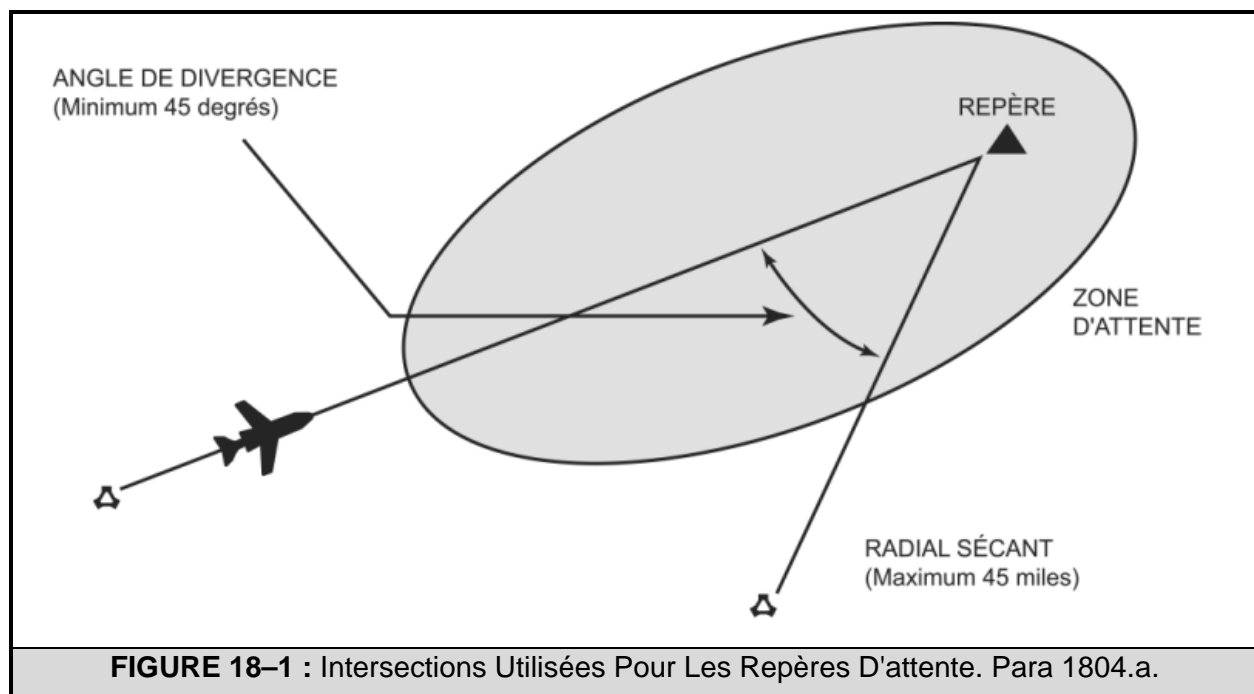 ANGLE DE DIVERGENCE
(Minimum 45 degrés)
REPÈRE
ZONE
D'ATTENTE
RADIAL SÉCANT
(Maximum 45 miles)
FIGURE 18–1 : Intersections Utilisées Pour Les Repères D'attente. Para 1804.a.